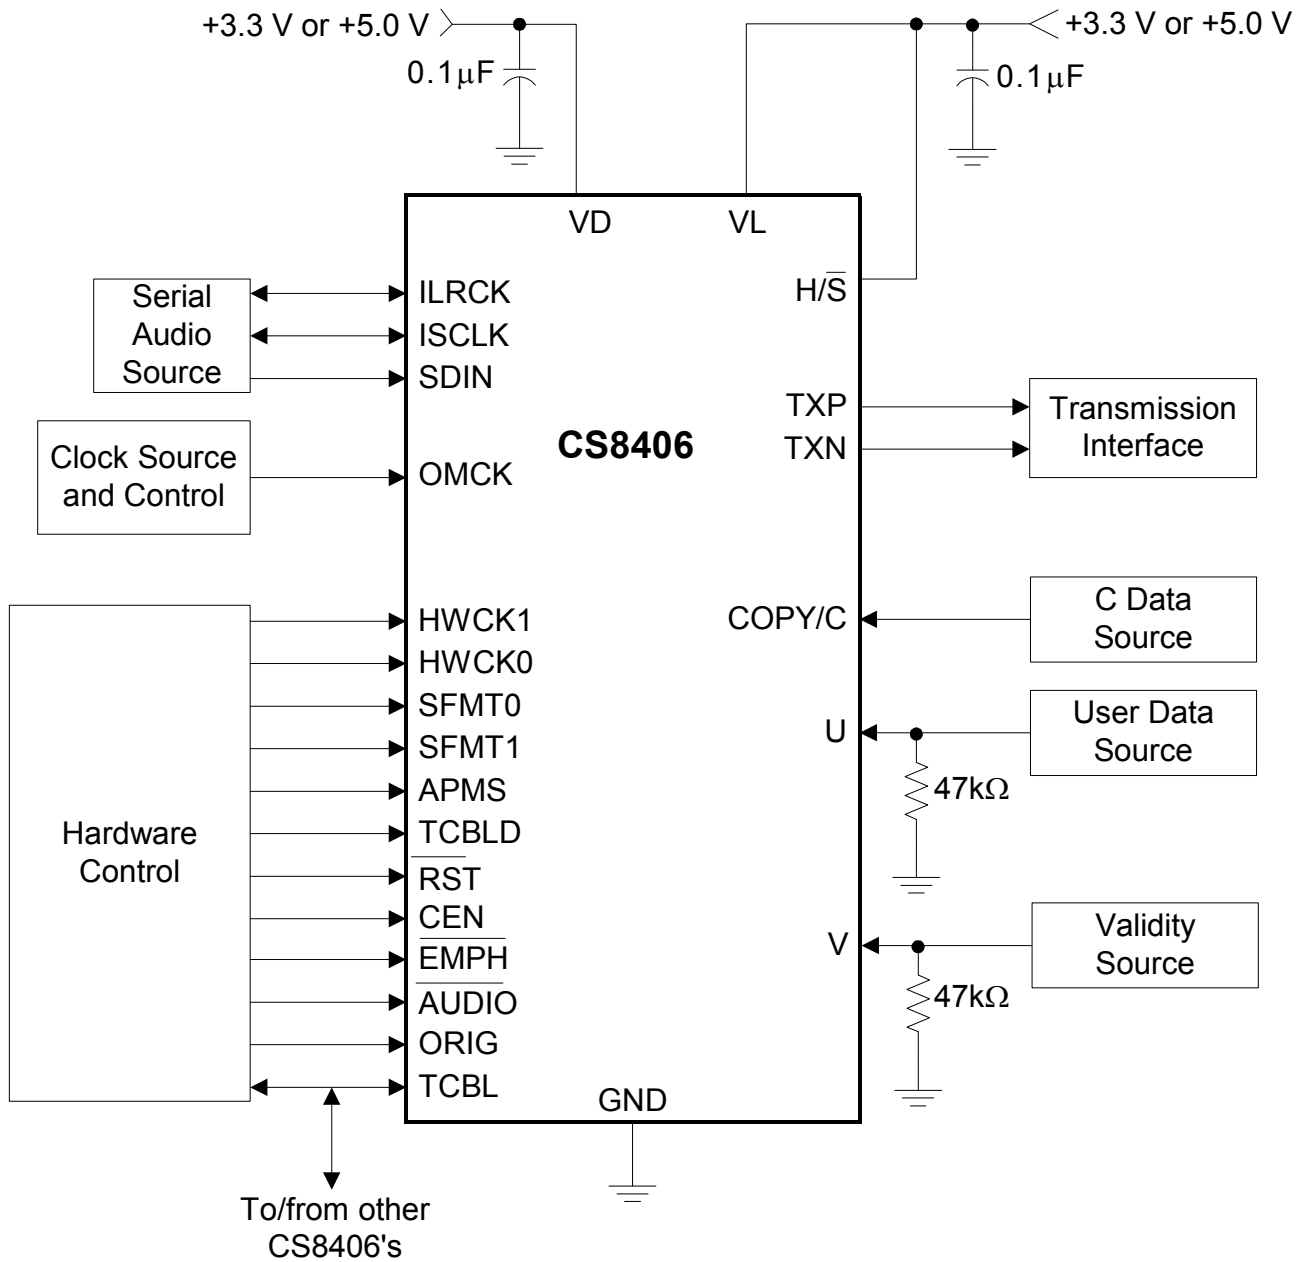 +3.3 V or +5.0 V
+3.3 V or +5.0 V
0.1µF
0.1µF
VD
VL
H/S̅
Serial
Audio
Source
ILRCK
ISCLK
SDIN
TXP
TXN
Transmission
Interface
CS8406
Clock Source
and Control
OMCK
C Data
Source
COPY/C
User Data
Source
U
47kΩ
Validity
Source
V
47kΩ
Hardware
Control
HWCK1
HWCK0
SFMT0
SFMT1
APMS
TCBLD
R̅S̅T̅
CEN
E̅M̅P̅H̅
A̅U̅D̅I̅O̅
ORIG
TCBL
GND
To/from other
CS8406's